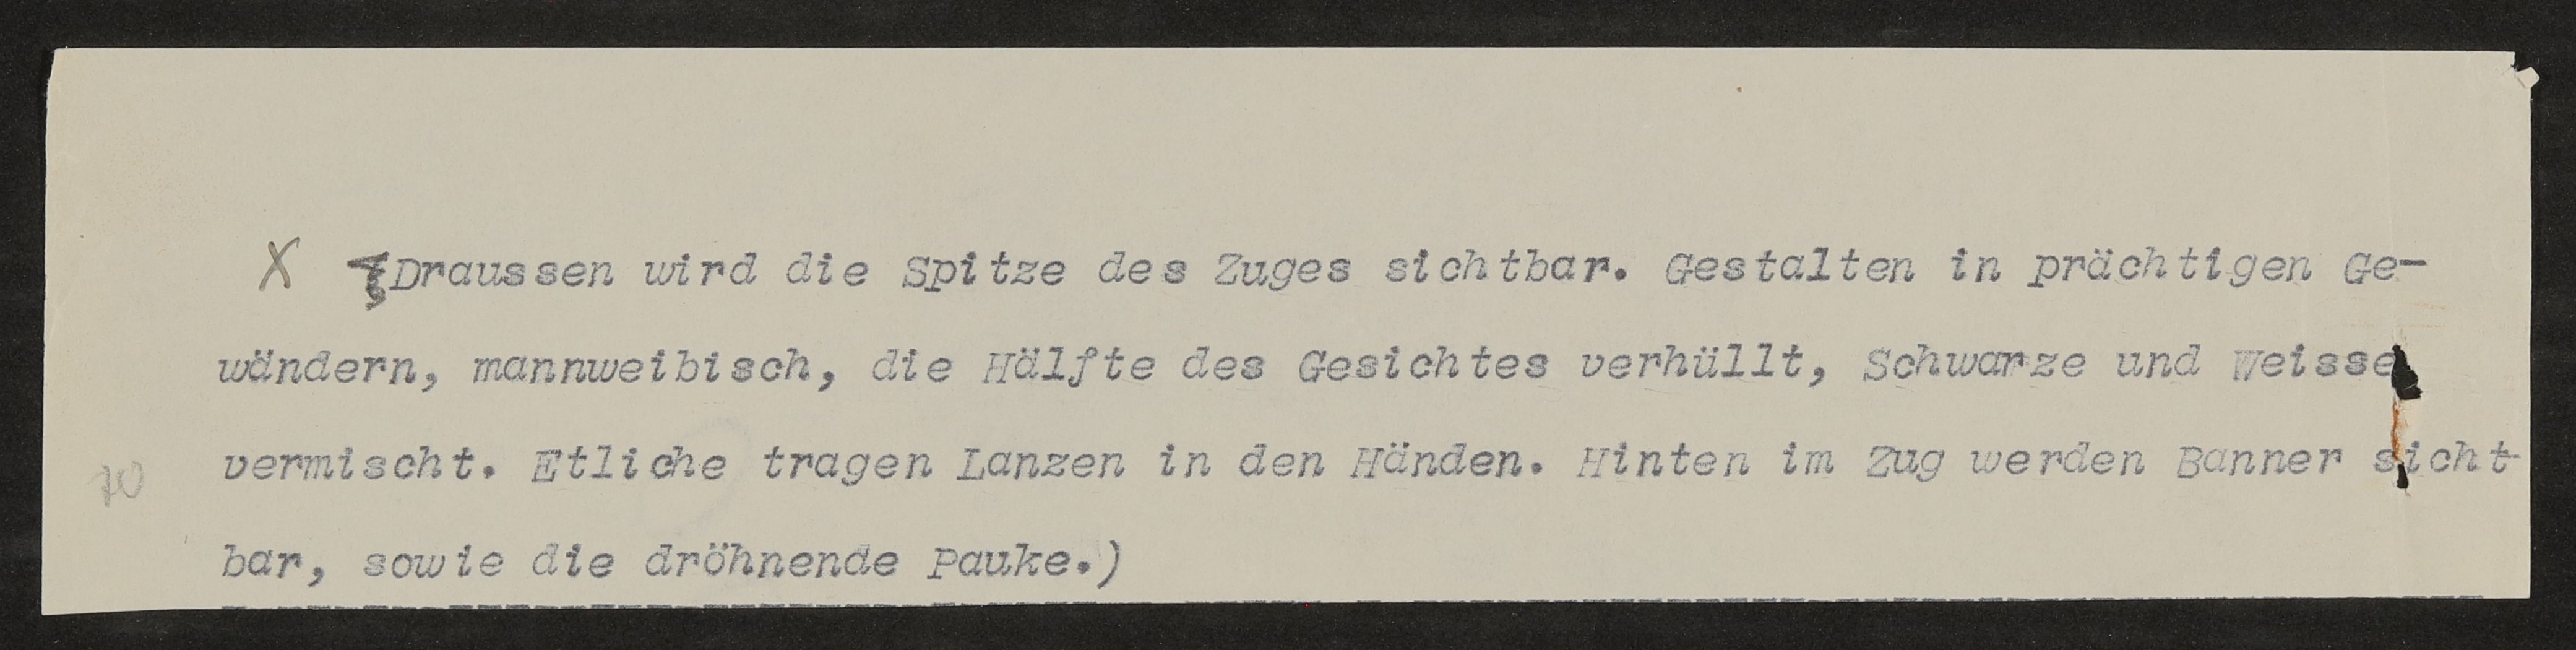 X Draussen wird die Spitze des Zuges sichtbar. Gestalten in prächtigen Ge-
wändern, mannweibisch, die Hälfte des Gesichtes verhüllt, Schwarze und Weisse
vermischt. Etliche tragen Lanzen in den Händen. Hinten im Zug werden Banner sicht-
70
bar, sowie die dröhnende Pauke.)